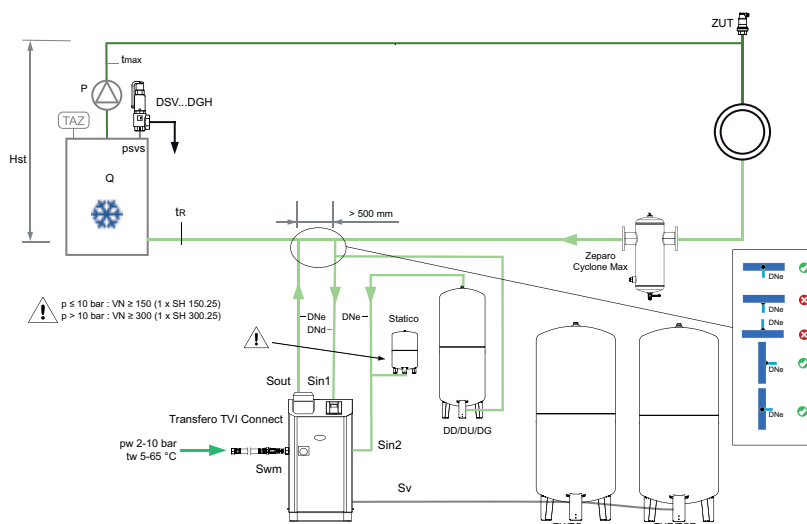 ZUT
tmax
P
DSV...DGH
TAZ
psvs
Hst
Q
tR
> 500 mm
Zeparo
Cyclone Max
DNe
DNe
DNe
DNe
DNe
p ≤ 10 bar : VN ≥ 150 (1 x SH 150.25)
p > 10 bar : VN ≥ 300 (1 x SH 300.25)
DNe
DNd
DNe
Statico
Sout
Sin1
Transfero TVI Connect
DD/DU/DG
pw 2-10 bar
tw 5-65 °C
Swm
Sin2
Sv